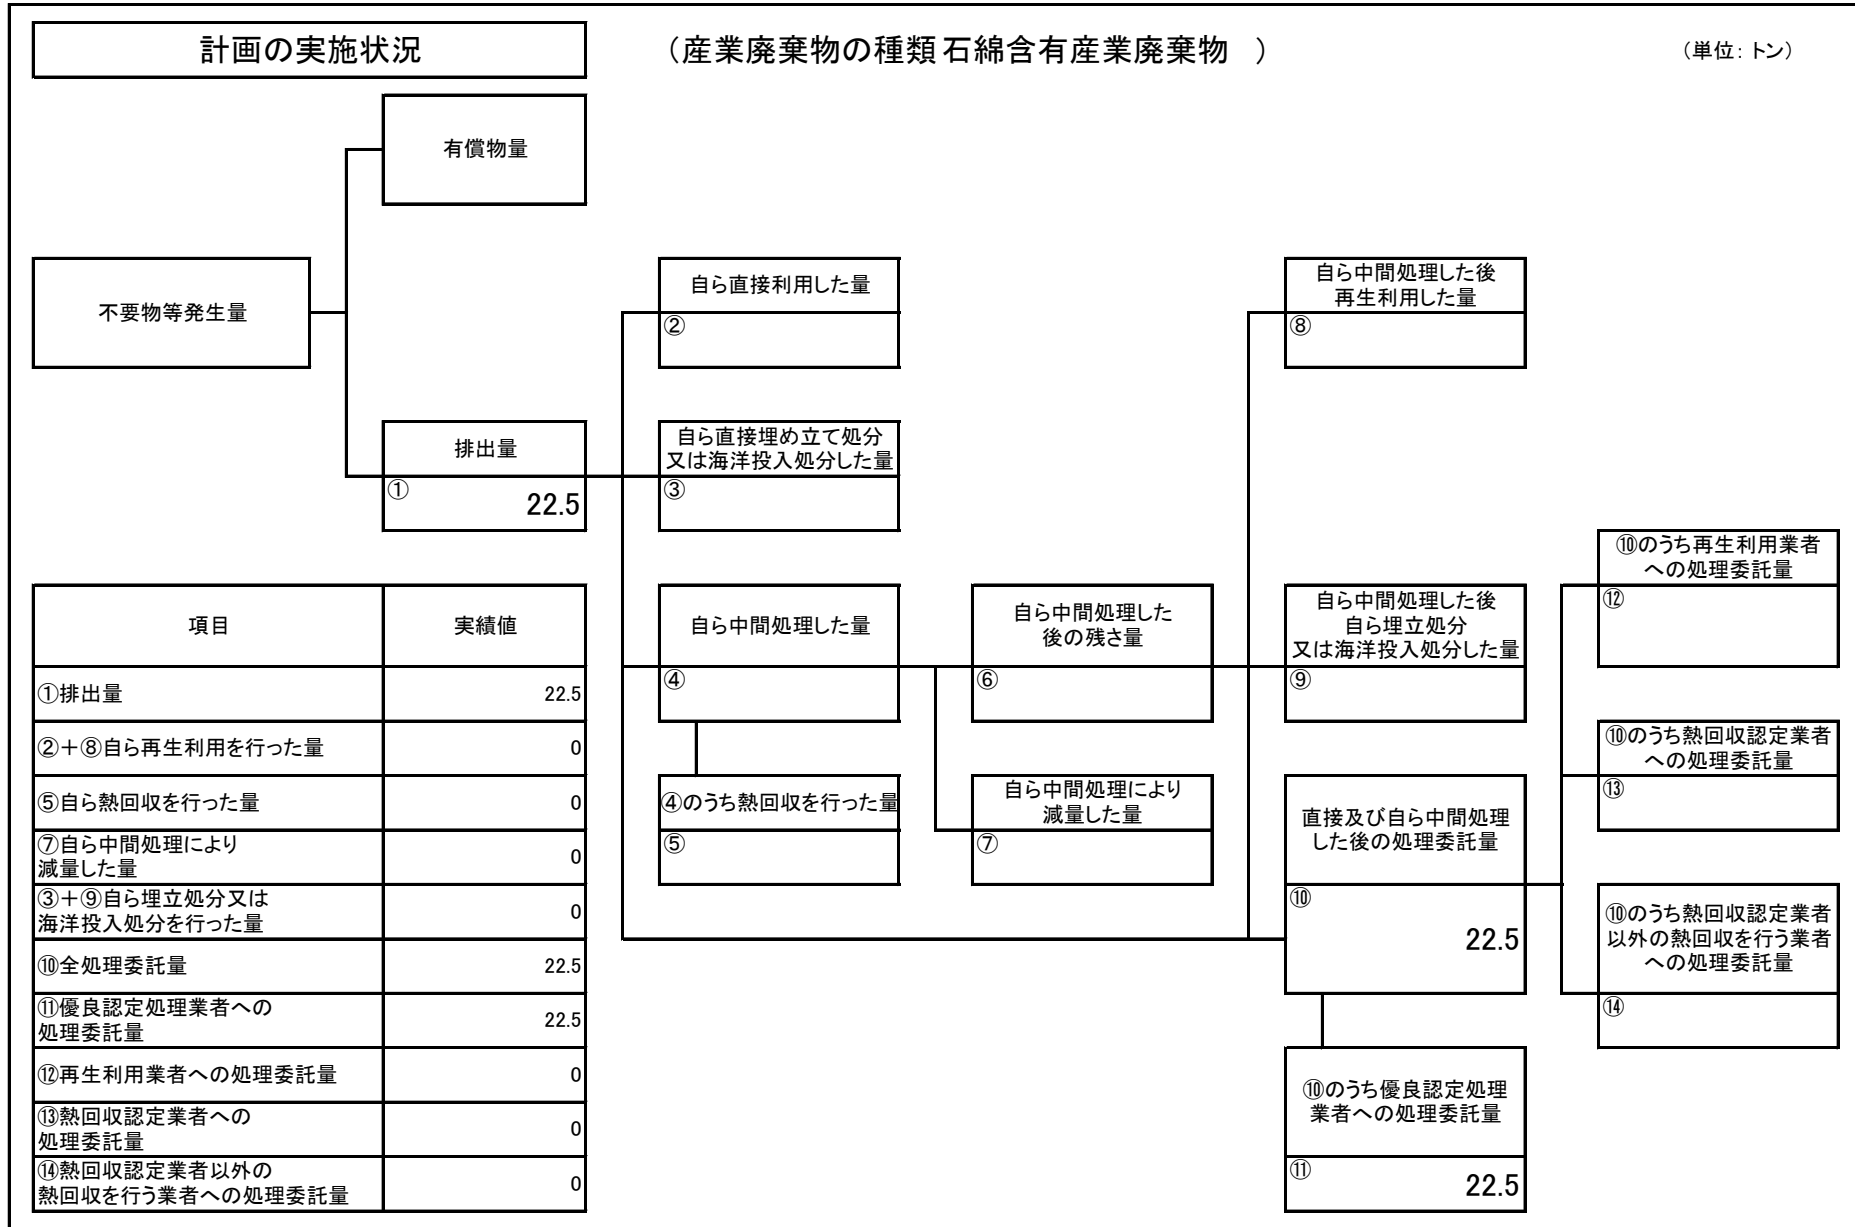 計画の実施状況
（産業廃棄物の種類 石綿含有産業廃棄物　）
（単位：トン）
有償物量
不要物等発生量
自ら直接利用した量
②
自ら中間処理した後
再生利用した量
⑧
排出量
①
22.5
自ら直接埋め立て処分
又は海洋投入処分した量
③
⑩のうち再生利用業者
への処理委託量
⑫
自ら中間処理した量
④
自ら中間処理した
後の残さ量
⑥
自ら中間処理した後
自ら埋立処分
又は海洋投入処分した量
⑨
⑩のうち熱回収認定業者
への処理委託量
⑬
④のうち熱回収を行った量
⑤
自ら中間処理により
減量した量
⑦
直接及び自ら中間処理
した後の処理委託量
⑩
22.5
⑩のうち熱回収認定業者
以外の熱回収を行う業者
への処理委託量
⑭
⑩のうち優良認定処理
業者への処理委託量
⑪
22.5
項目 実績値
①排出量 22.5
②＋⑧自ら再生利用を行った量 0
⑤自ら熱回収を行った量 0
⑦自ら中間処理により
減量した量 0
③＋⑨自ら埋立処分又は
海洋投入処分を行った量 0
⑩全処理委託量 22.5
⑪優良認定処理業者への
処理委託量 22.5
⑫再生利用業者への処理委託量 0
⑬熱回収認定業者への
処理委託量 0
⑭熱回収認定業者以外の
熱回収を行う業者への処理委託量 0